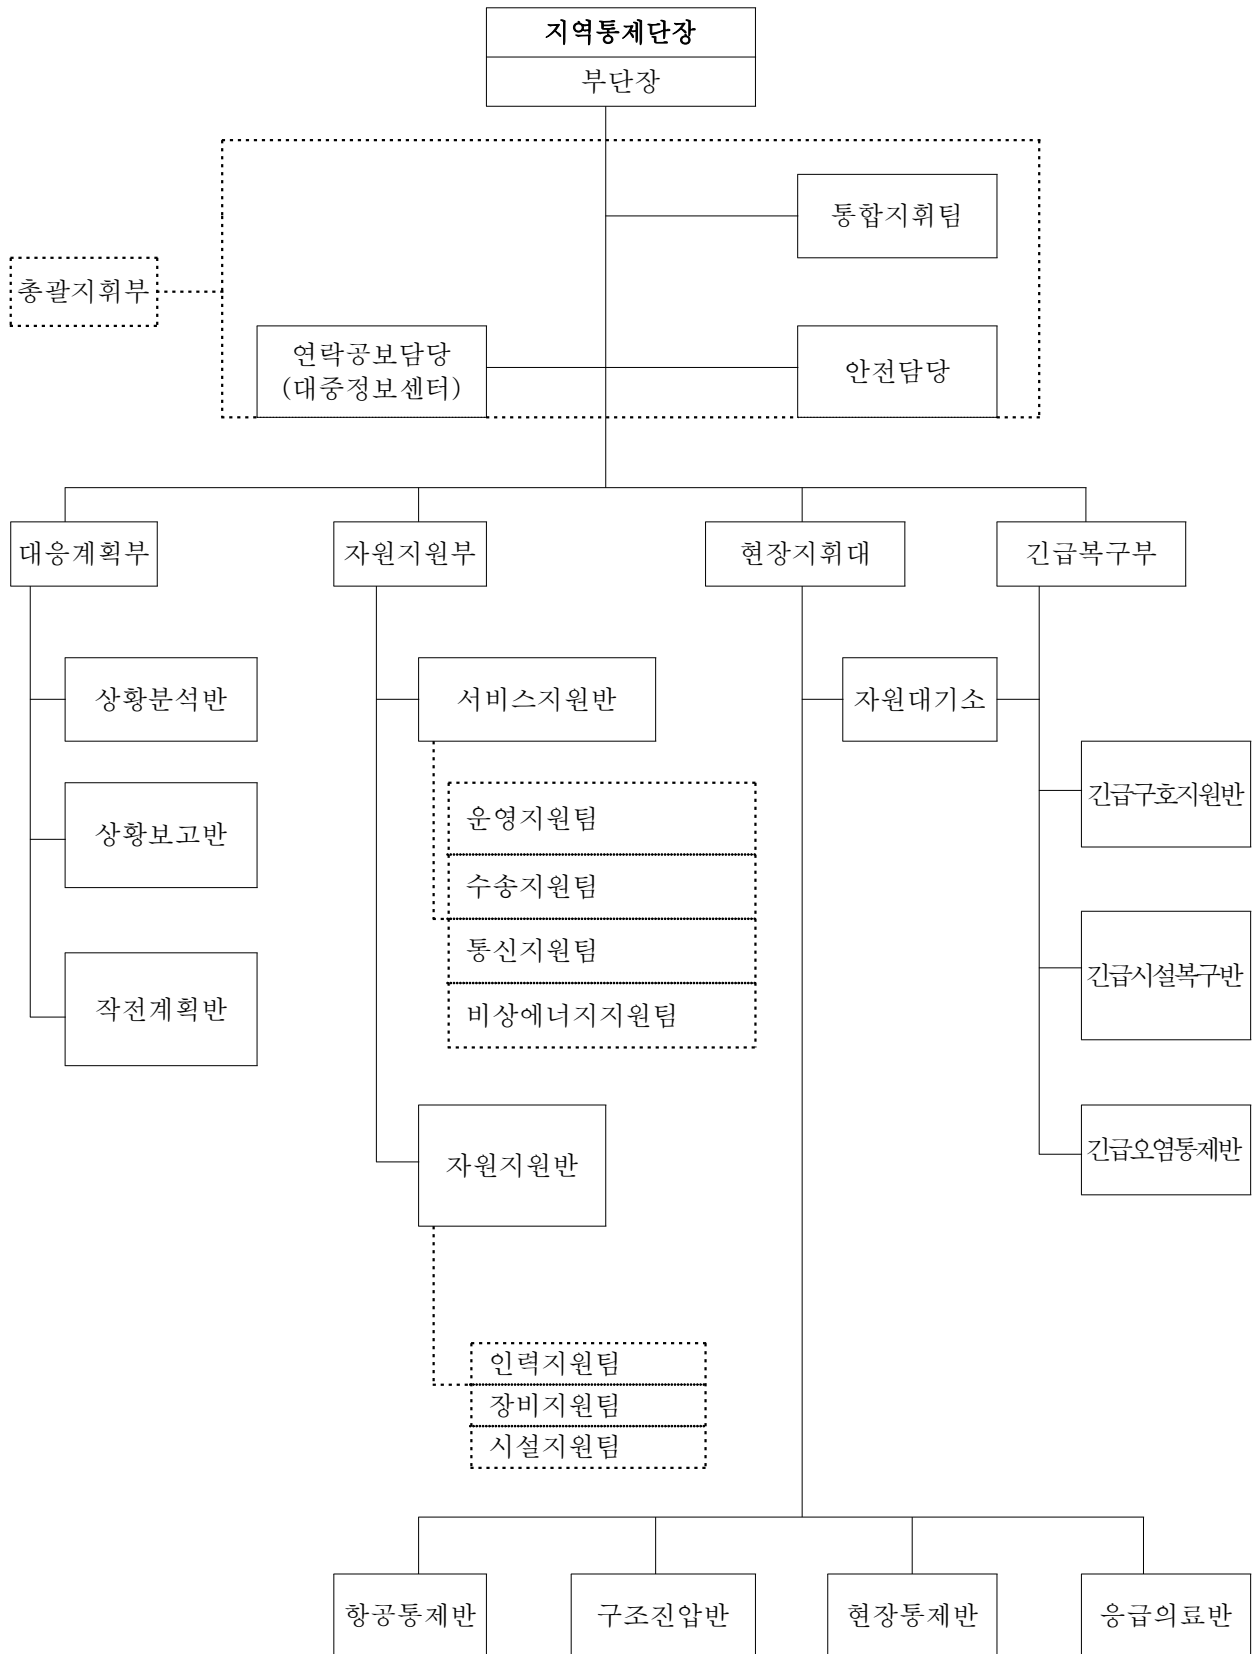 지역통제단장
부단장
통합지휘팀
총괄지휘부
연락공보담당
(대중정보센터)
안전담당
대응계획부
자원지원부
현장지휘대
긴급복구부
상황분석반
서비스지원반
자원대기소
긴급구호지원반
상황보고반
운영지원팀
수송지원팀
통신지원팀
비상에너지지원팀
긴급시설복구반
작전계획반
자원지원반
긴급오염통제반
인력지원팀
장비지원팀
시설지원팀
항공통제반
구조진압반
현장통제반
응급의료반